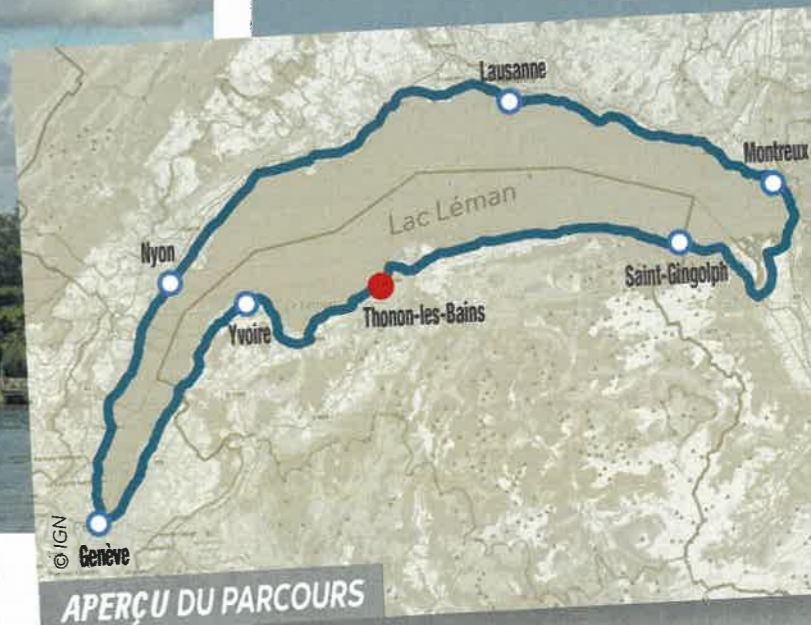 Lausanne
Montreux
Lac Léman
Nyon
Saint-Gingolph
Yvoire
Thonon-les-Bains
© IGN
Genève
APERÇU DU PARCOURS